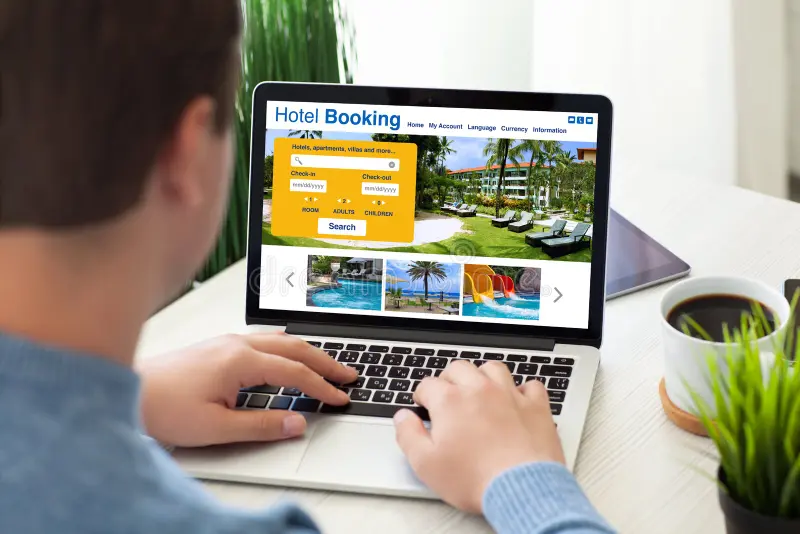 Hotel Booking
Home My Account Language Currency Information
Hotels, apartments, villas and more...
Check-in Check-out
mm/dd/yyyy mm/dd/yyyy
ROOM ADULTS CHILDREN
Search